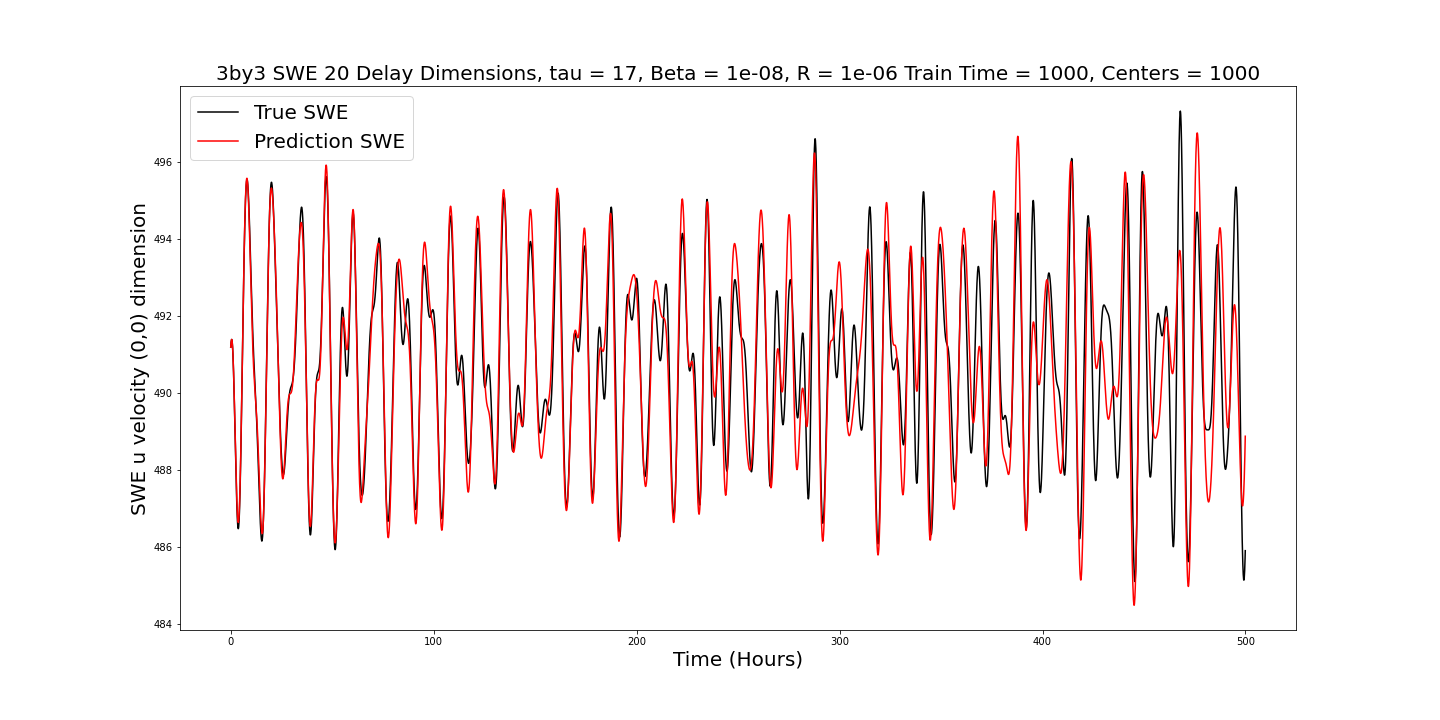 3by3 SWE 20 Delay Dimensions, tau = 17, Beta = 1e-08, R = 1e-06 Train Time = 1000, Centers = 1000
True SWE
Prediction SWE
SWE u velocity (0,0) dimension
496
494
492
490
488
486
484
0 100 200 300 400 500
Time (Hours)